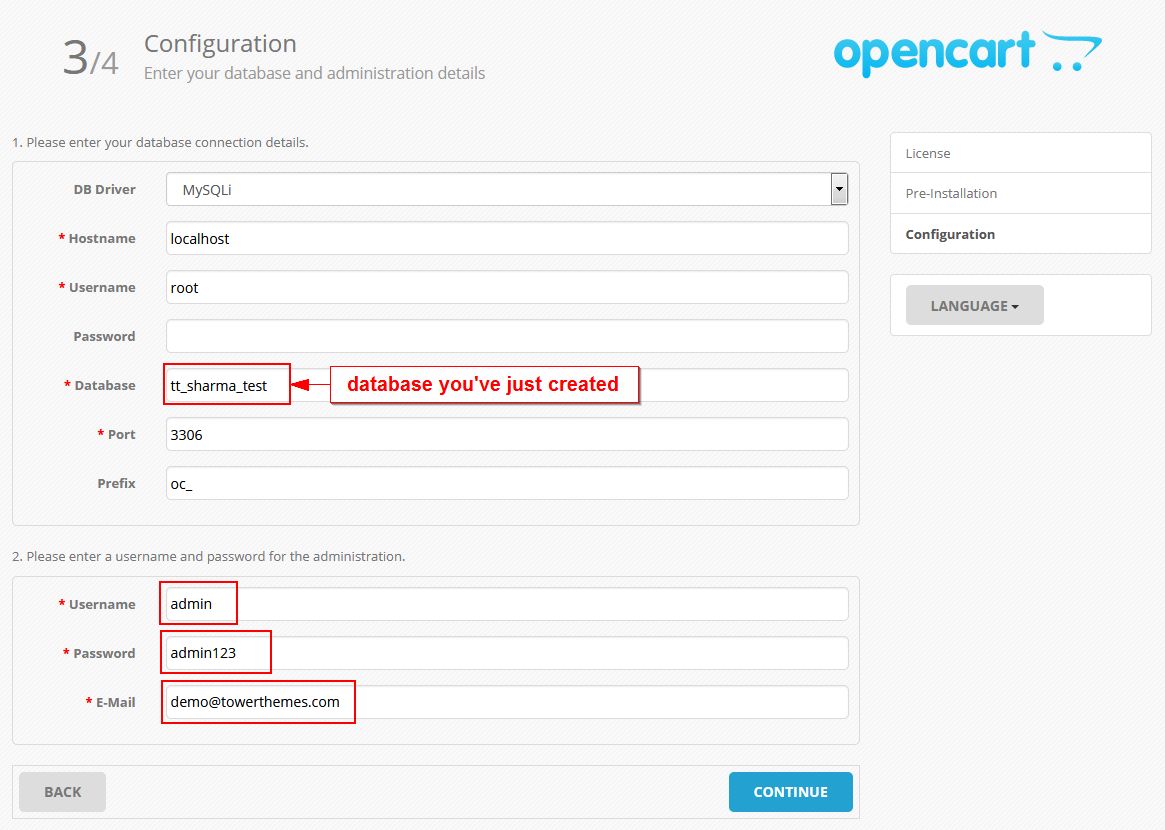 3/4
Configuration
Enter your database and administration details
opencart
1. Please enter your database connection details.
DB Driver MySQLi
* Hostname localhost
* Username root
Password
* Database tt_sharma_test database you've just created
* Port 3306
Prefix oc_
2. Please enter a username and password for the administration.
* Username admin
* Password admin123
* E-Mail demo@towerthemes.com
BACK CONTINUE
License
Pre-Installation
Configuration
LANGUAGE